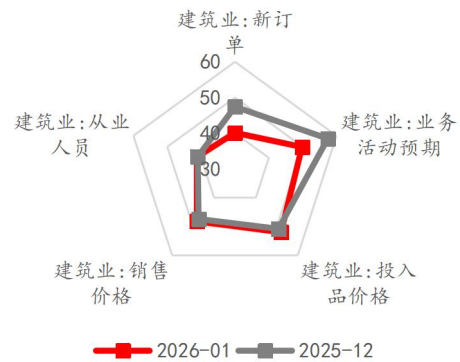 建筑业:新订
单
60
50
40
30
建筑业:业务
活动预期
建筑业:从业
人员
建筑业:销售
价格
建筑业:投入
品价格
2026-01
2025-12